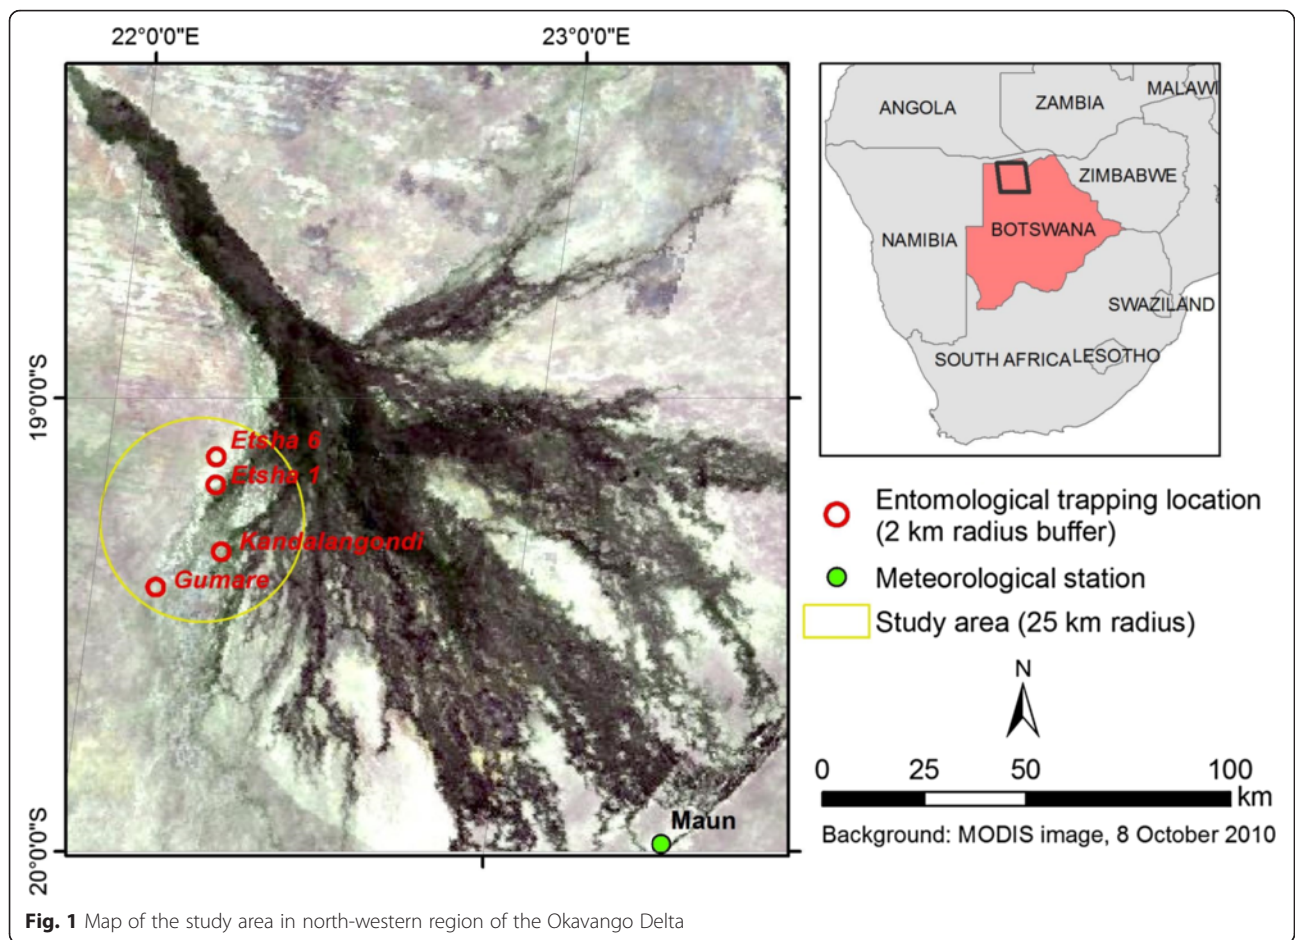 22°0'0"E
23°0'0"E
19°0'0"S
20°0'0"S
Etsha 6
Etsha 1
Kandalangondi
Gumare
Maun
ANGOLA
ZAMBIA
MALAWI
ZIMBABWE
NAMIBIA
BOTSWANA
SWAZILAND
SOUTH AFRICA
LESOTHO
Entomological trapping location
(2 km radius buffer)
Meteorological station
Study area (25 km radius)
N
0 25 50 100
km
Background: MODIS image, 8 October 2010
Fig. 1 Map of the study area in north-western region of the Okavango Delta